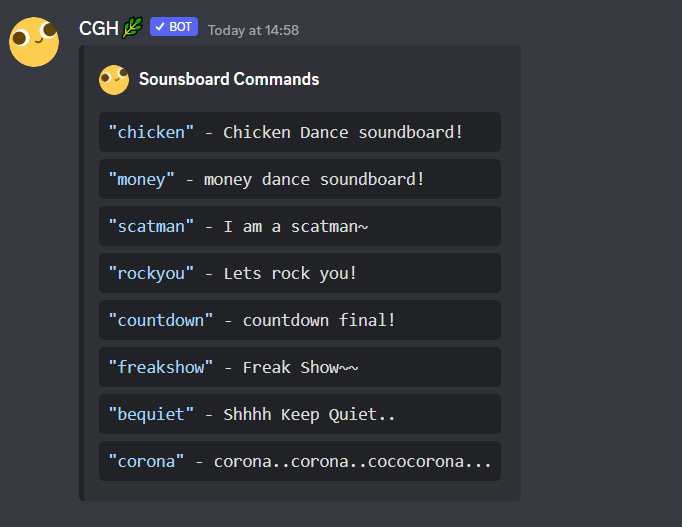 CGH BOT Today at 14:58
Sounsboard Commands
"chicken" - Chicken Dance soundboard!
"money" - money dance soundboard!
"scatman" - I am a scatman~
"rockyou" - Lets rock you!
"countdown" - countdown final!
"freakshow" - Freak Show~~
"bequiet" - Shhhh Keep Quiet..
"corona" - corona..corona..cococorona...